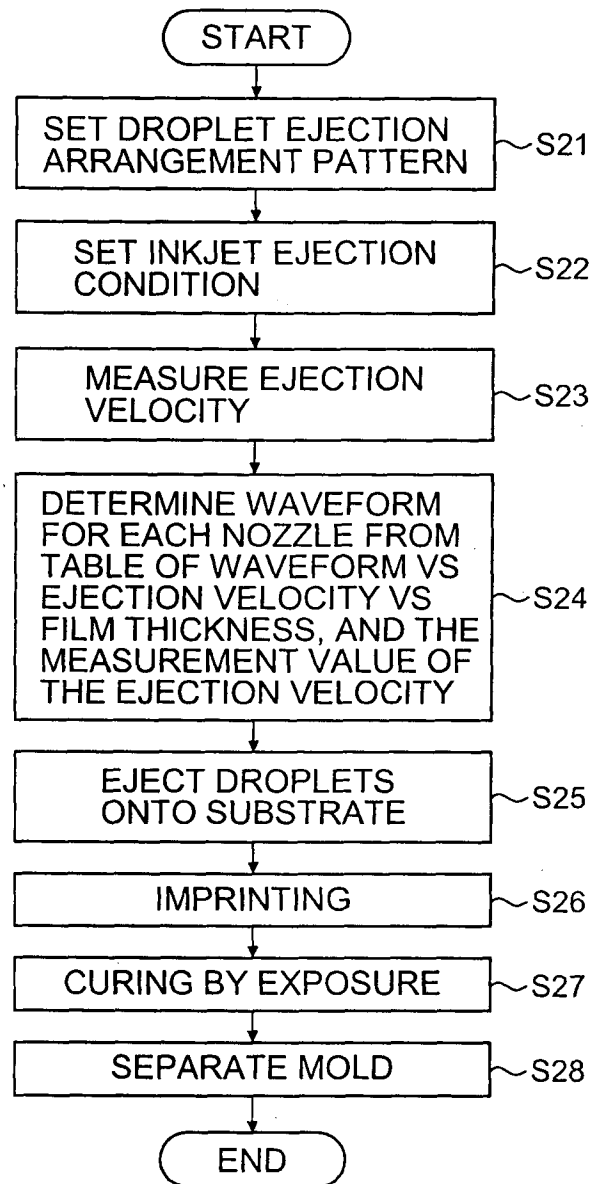 START
SET DROPLET EJECTION
ARRANGEMENT PATTERN
S21
SET INKJET EJECTION
CONDITION
S22
MEASURE EJECTION
VELOCITY
S23
DETERMINE WAVEFORM
FOR EACH NOZZLE FROM
TABLE OF WAVEFORM VS
EJECTION VELOCITY VS
FILM THICKNESS, AND THE
MEASUREMENT VALUE OF
THE EJECTION VELOCITY
S24
EJECT DROPLETS
ONTO SUBSTRATE
S25
IMPRINTING
S26
CURING BY EXPOSURE
S27
SEPARATE MOLD
S28
END